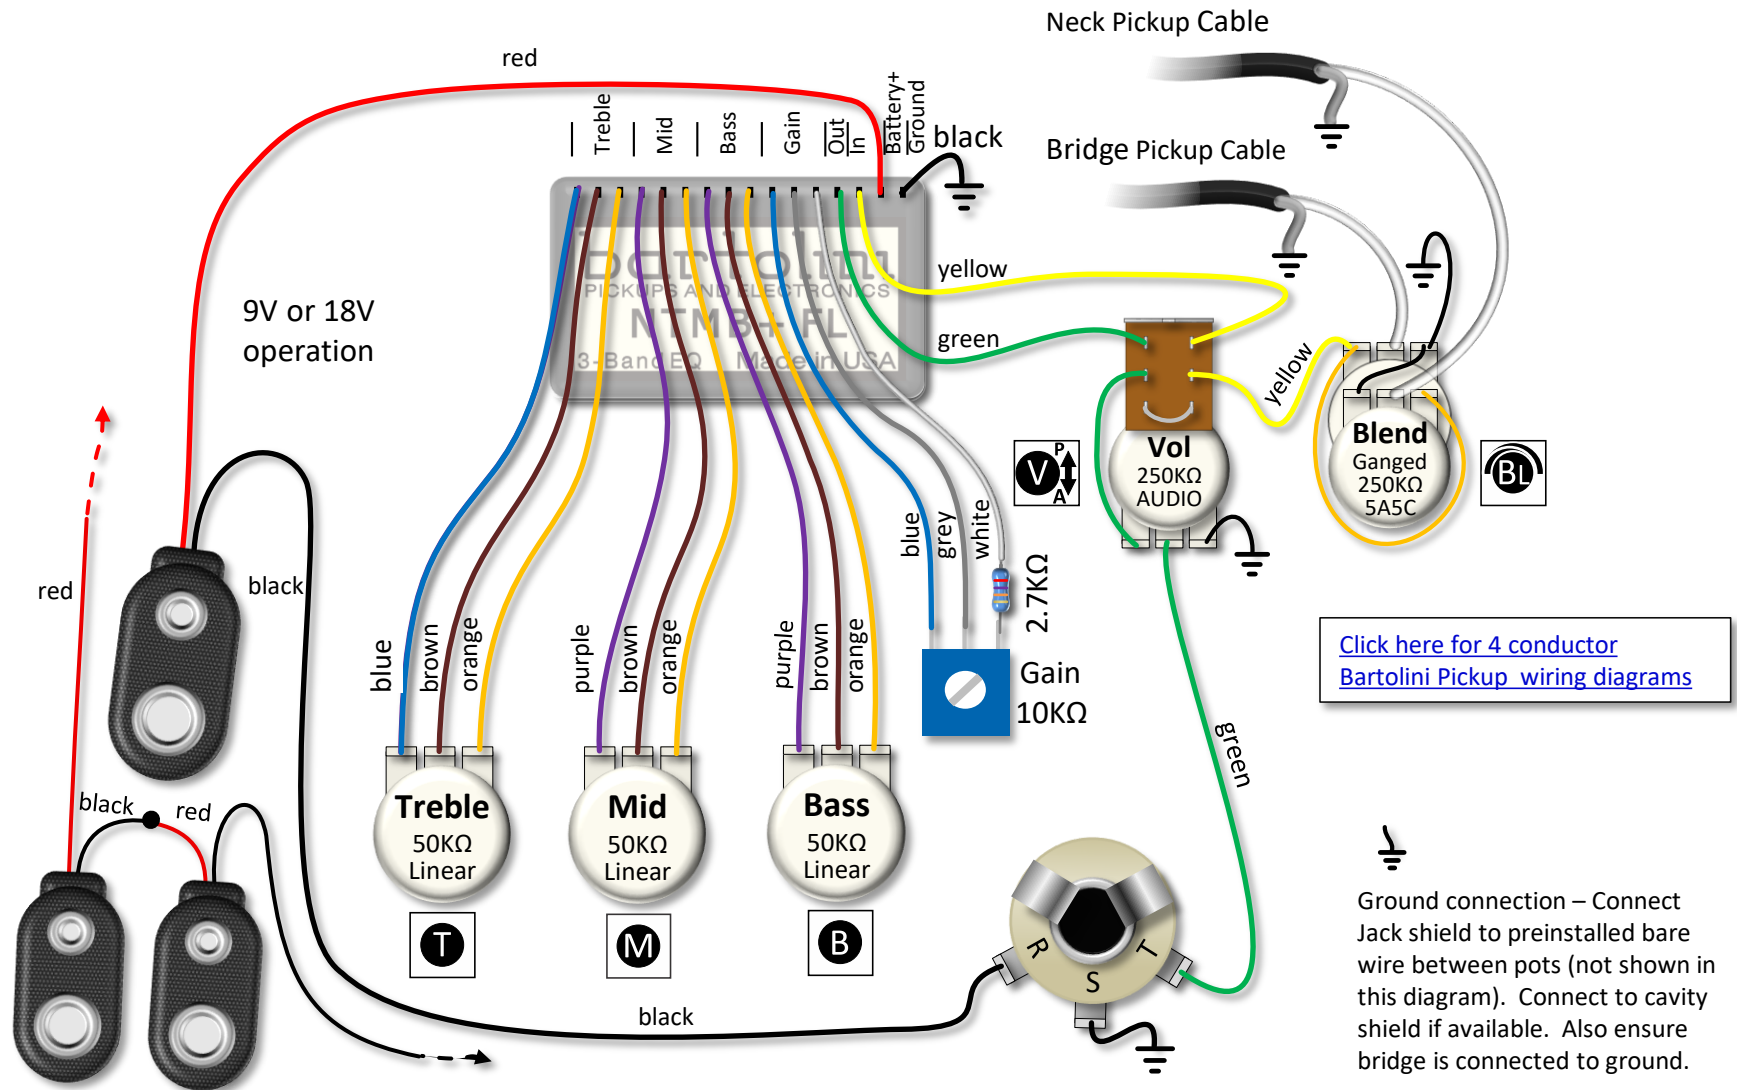 Neck Pickup Cable
red
Treble
Mid
Bass
Gain
Out
In
Battery+
Ground
black
Bridge Pickup Cable
bartolini
PICKUPS AND ELECTRONICS
NTMB+ FL
3-Band EQ Made in USA
yellow
green
9V or 18V
operation
yellow
Vol
250KΩ
AUDIO
V
P
A
Blend
Ganged
250KΩ
5A5C
BL
blue
grey
white
2.7KΩ
red
black
blue
brown
orange
purple
brown
orange
purple
brown
orange
Gain
10KΩ
Click here for 4 conductor
Bartolini Pickup wiring diagrams
green
black
red
Treble
50KΩ
Linear
Mid
50KΩ
Linear
Bass
50KΩ
Linear
T
M
B
R
S
T
black
Ground connection – Connect
Jack shield to preinstalled bare
wire between pots (not shown in
this diagram). Connect to cavity
shield if available. Also ensure
bridge is connected to ground.